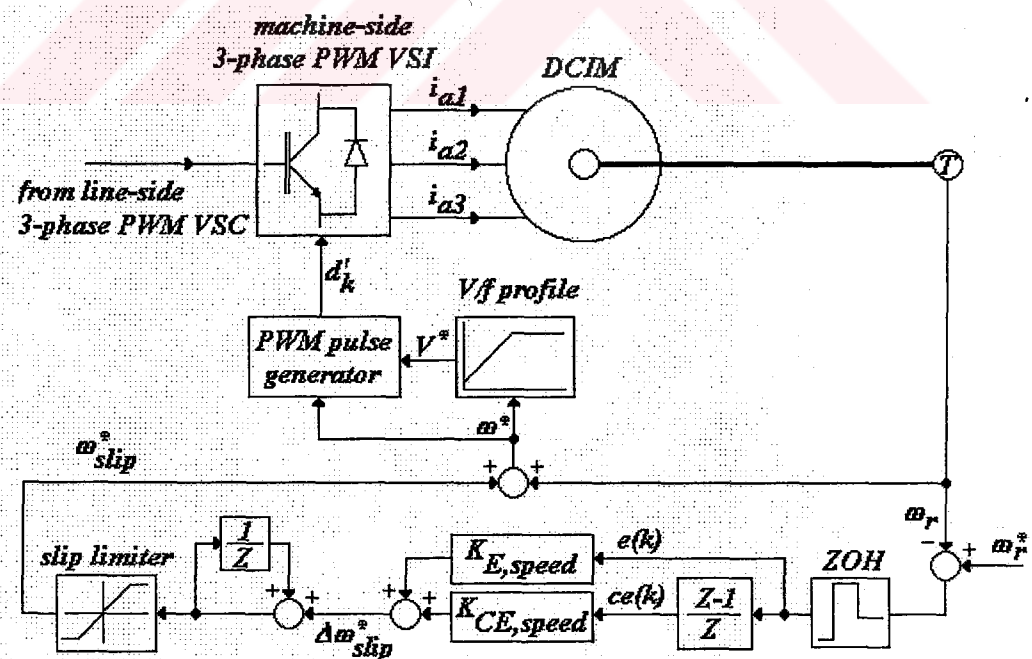 machine-side
3-phase PWM VSI
DCIM
i_a1
i_a2
i_a3
T
from line-side
3-phase PWM VSC
d'_k
V/f profile
PWM pulse
generator
V*
ω*
ω*_slip
+
+
ω_r
-
+
ω*_r
slip limiter
1
Z
+
+
Δω*_slip
+
+
K_E,speed
K_CE,speed
e(k)
ce(k)
Z-1
Z
ZOH